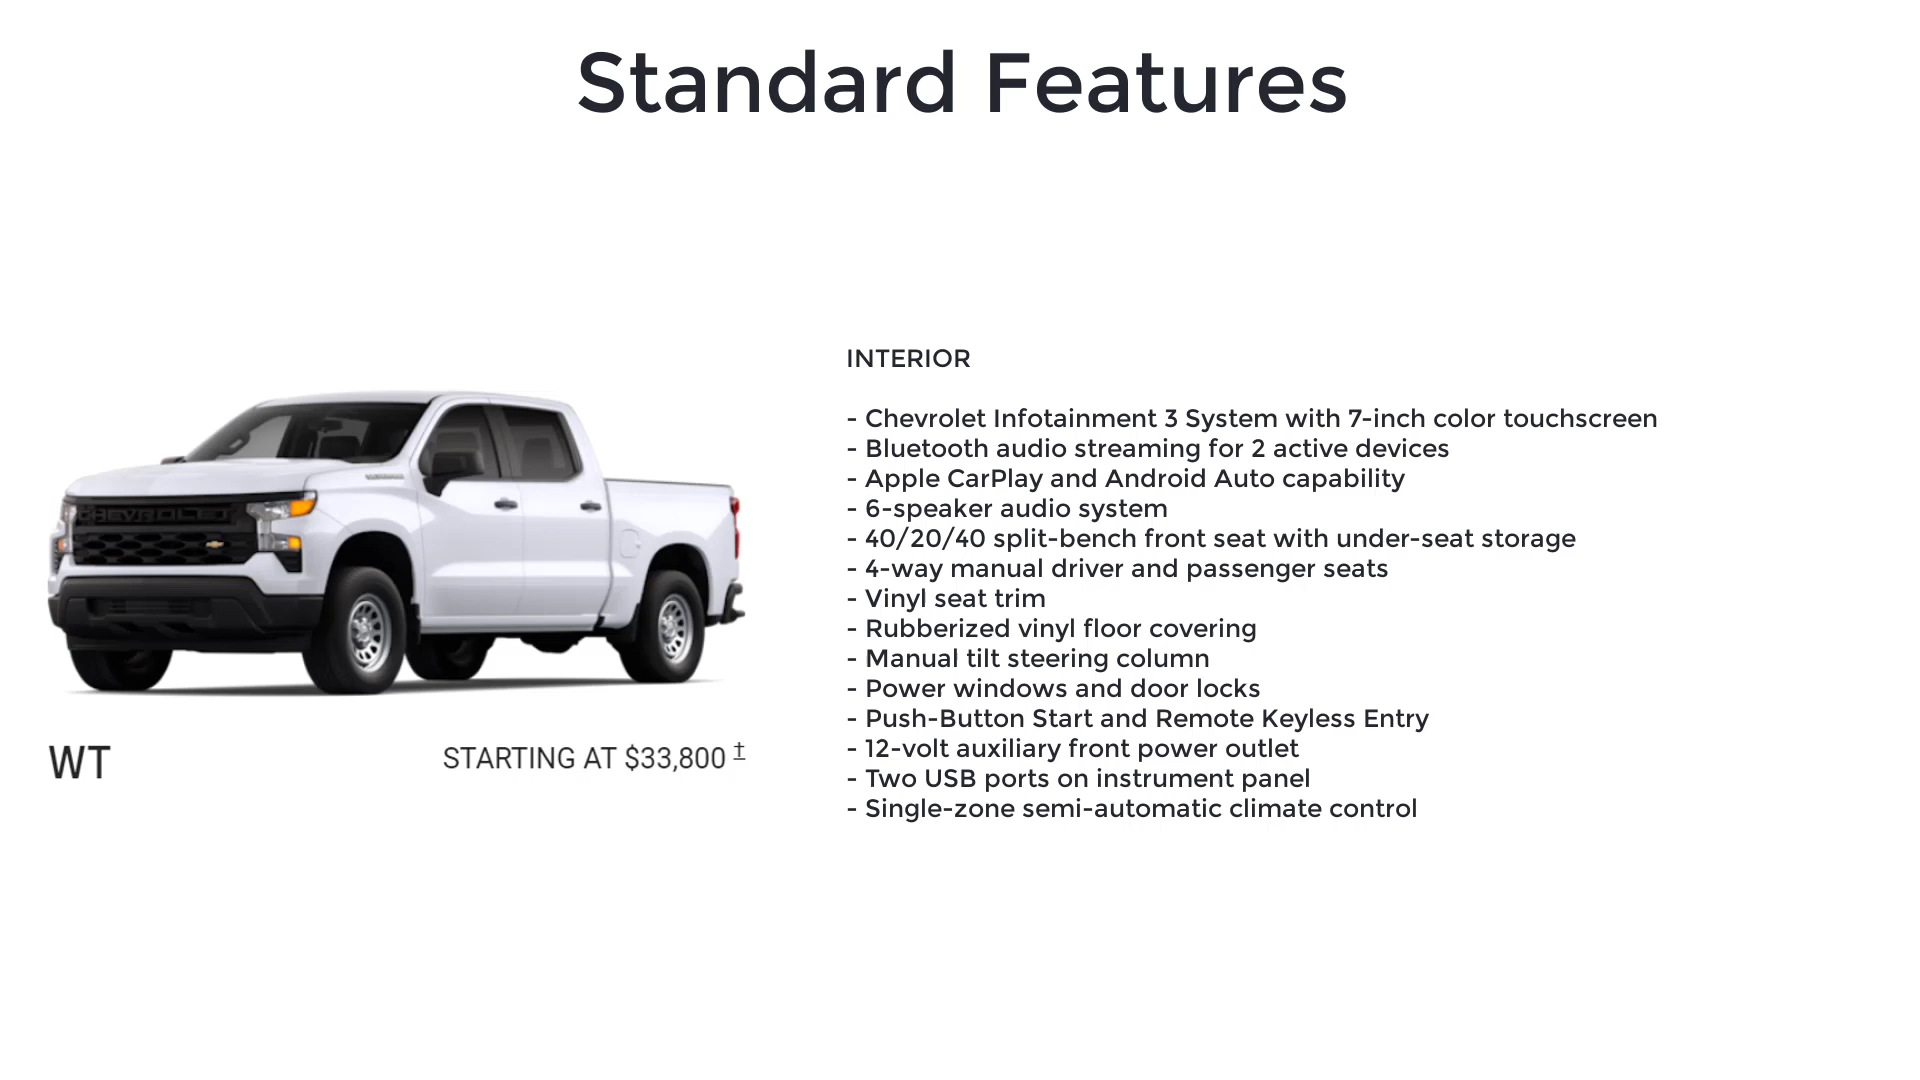 Standard Features
CHEVROLET
WT
STARTING AT $33,800 †
INTERIOR
- Chevrolet Infotainment 3 System with 7-inch color touchscreen
- Bluetooth audio streaming for 2 active devices
- Apple CarPlay and Android Auto capability
- 6-speaker audio system
- 40/20/40 split-bench front seat with under-seat storage
- 4-way manual driver and passenger seats
- Vinyl seat trim
- Rubberized vinyl floor covering
- Manual tilt steering column
- Power windows and door locks
- Push-Button Start and Remote Keyless Entry
- 12-volt auxiliary front power outlet
- Two USB ports on instrument panel
- Single-zone semi-automatic climate control